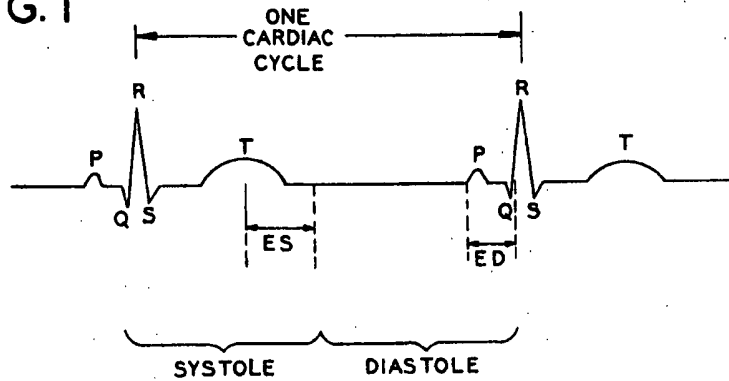 G. 1
ONE
CARDIAC
CYCLE
R R
P T P T
Q S Q S
ES ED
SYSTOLE DIASTOLE